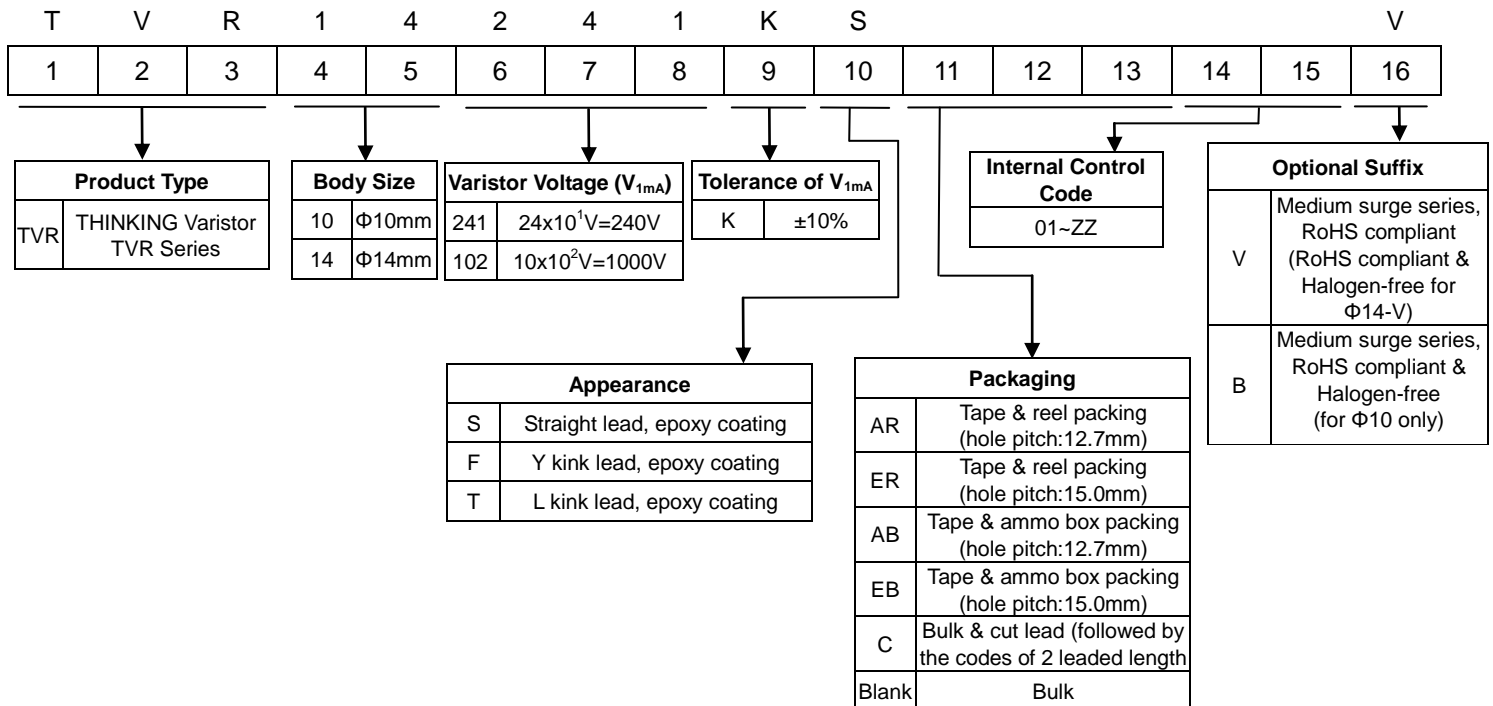 T V R 1 4 2 4 1 K S V
1 2 3 4 5 6 7 8 9 10 11 12 13 14 15 16
Product Type
TVR THINKING Varistor
TVR Series
Body Size
10 Φ10mm
14 Φ14mm
Varistor Voltage (V1mA)
241 24x10^1V=240V
102 10x10^2V=1000V
Tolerance of V1mA
K ±10%
Internal Control
Code
01~ZZ
Optional Suffix
V
Medium surge series,
RoHS compliant
(RoHS compliant &
Halogen-free for
Φ14-V)
B
Medium surge series,
RoHS compliant &
Halogen-free
(for Φ10 only)
Appearance
S Straight lead, epoxy coating
F Y kink lead, epoxy coating
T L kink lead, epoxy coating
Packaging
AR Tape & reel packing
(hole pitch:12.7mm)
ER Tape & reel packing
(hole pitch:15.0mm)
AB Tape & ammo box packing
(hole pitch:12.7mm)
EB Tape & ammo box packing
(hole pitch:15.0mm)
C Bulk & cut lead (followed by
the codes of 2 leaded length
Blank Bulk